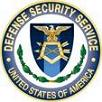 DEFENSE SECURITY SERVICE
UNITED STATES OF AMERICA